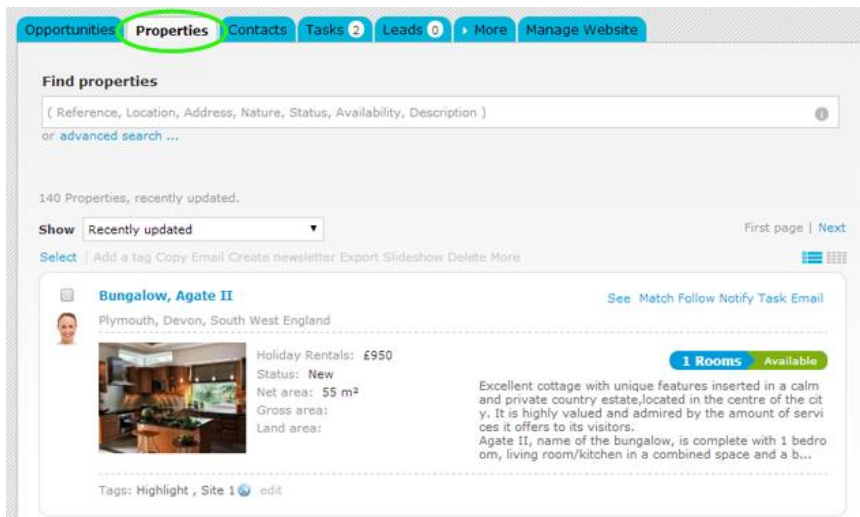 Opportunities Properties Contacts Tasks 2 Leads 0 More Manage Website
Find properties
( Reference, Location, Address, Nature, Status, Availability, Description )
or advanced search ...
140 Properties, recently updated.
Show Recently updated First page | Next
Select | Add a tag Copy Email Create newsletter Export Slideshow Delete More
Bungalow, Agate II See Match Follow Notify Task Email
Plymouth, Devon, South West England
Holiday Rentals: £950
1 Rooms Available
Status: New
Net area: 55 m²
Gross area:
Land area:
Excellent cottage with unique features inserted in a calm
and private country estate,located in the centre of the cit
y. It is highly valued and admired by the amount of servi
ces it offers to its visitors.
Agate II, name of the bungalow, is complete with 1 bedro
om, living room/kitchen in a combined space and a b...
Tags: Highlight , Site 1 edit